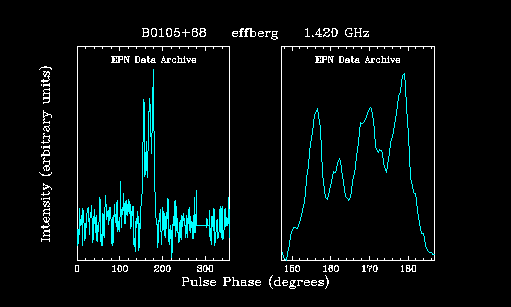 B0105+68 effberg 1.420 GHz
EPN Data Archive
EPN Data Archive
Intensity (arbitrary units)
0 100 200 300
150 160 170 180
Pulse Phase (degrees)